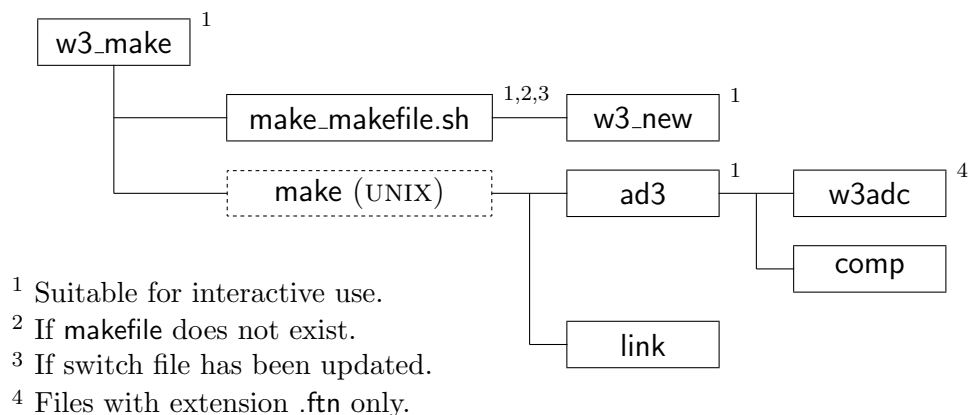 w3_make 1
make_makefile.sh 1,2,3 w3_new 1
make (UNIX) ad3 1 w3adc 4
comp
link
1 Suitable for interactive use.
2 If makefile does not exist.
3 If switch file has been updated.
4 Files with extension .ftn only.